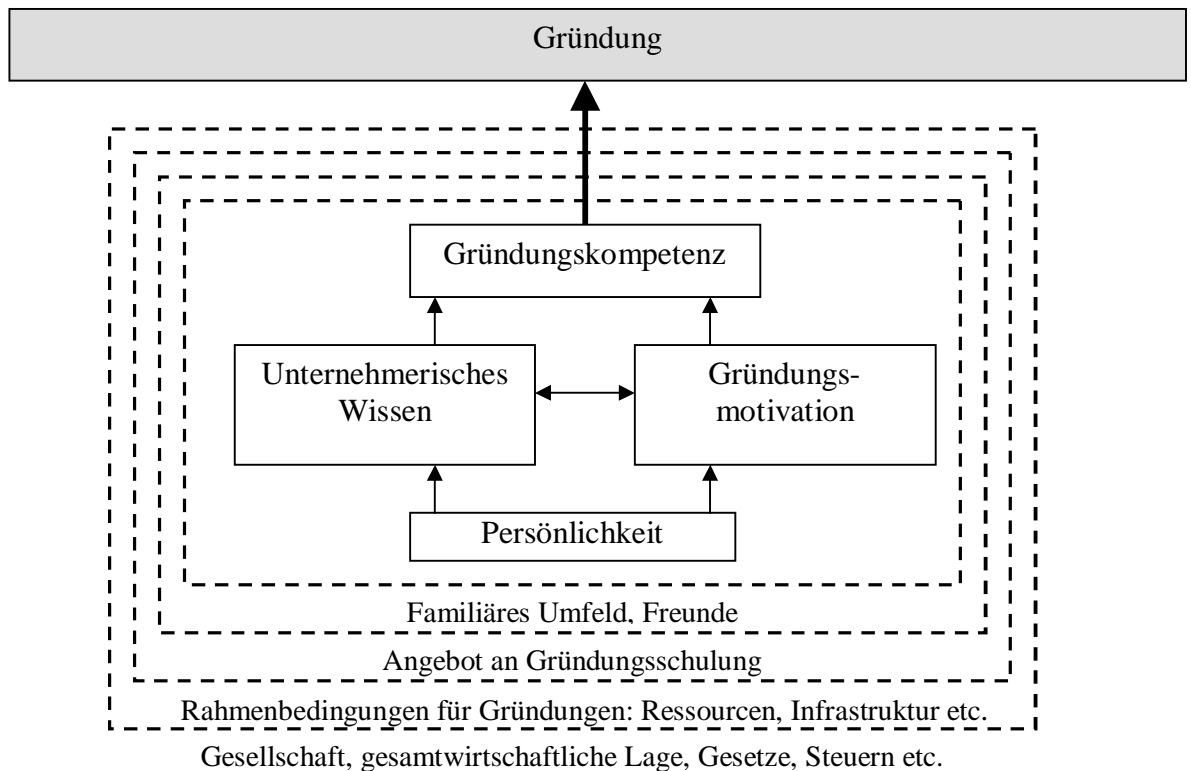 Gründung
Gründungskompetenz
Unternehmerisches
Wissen
Gründungs-
motivation
Persönlichkeit
Familiäres Umfeld, Freunde
Angebot an Gründungsschulung
Rahmenbedingungen für Gründungen: Ressourcen, Infrastruktur etc.
Gesellschaft, gesamtwirtschaftliche Lage, Gesetze, Steuern etc.